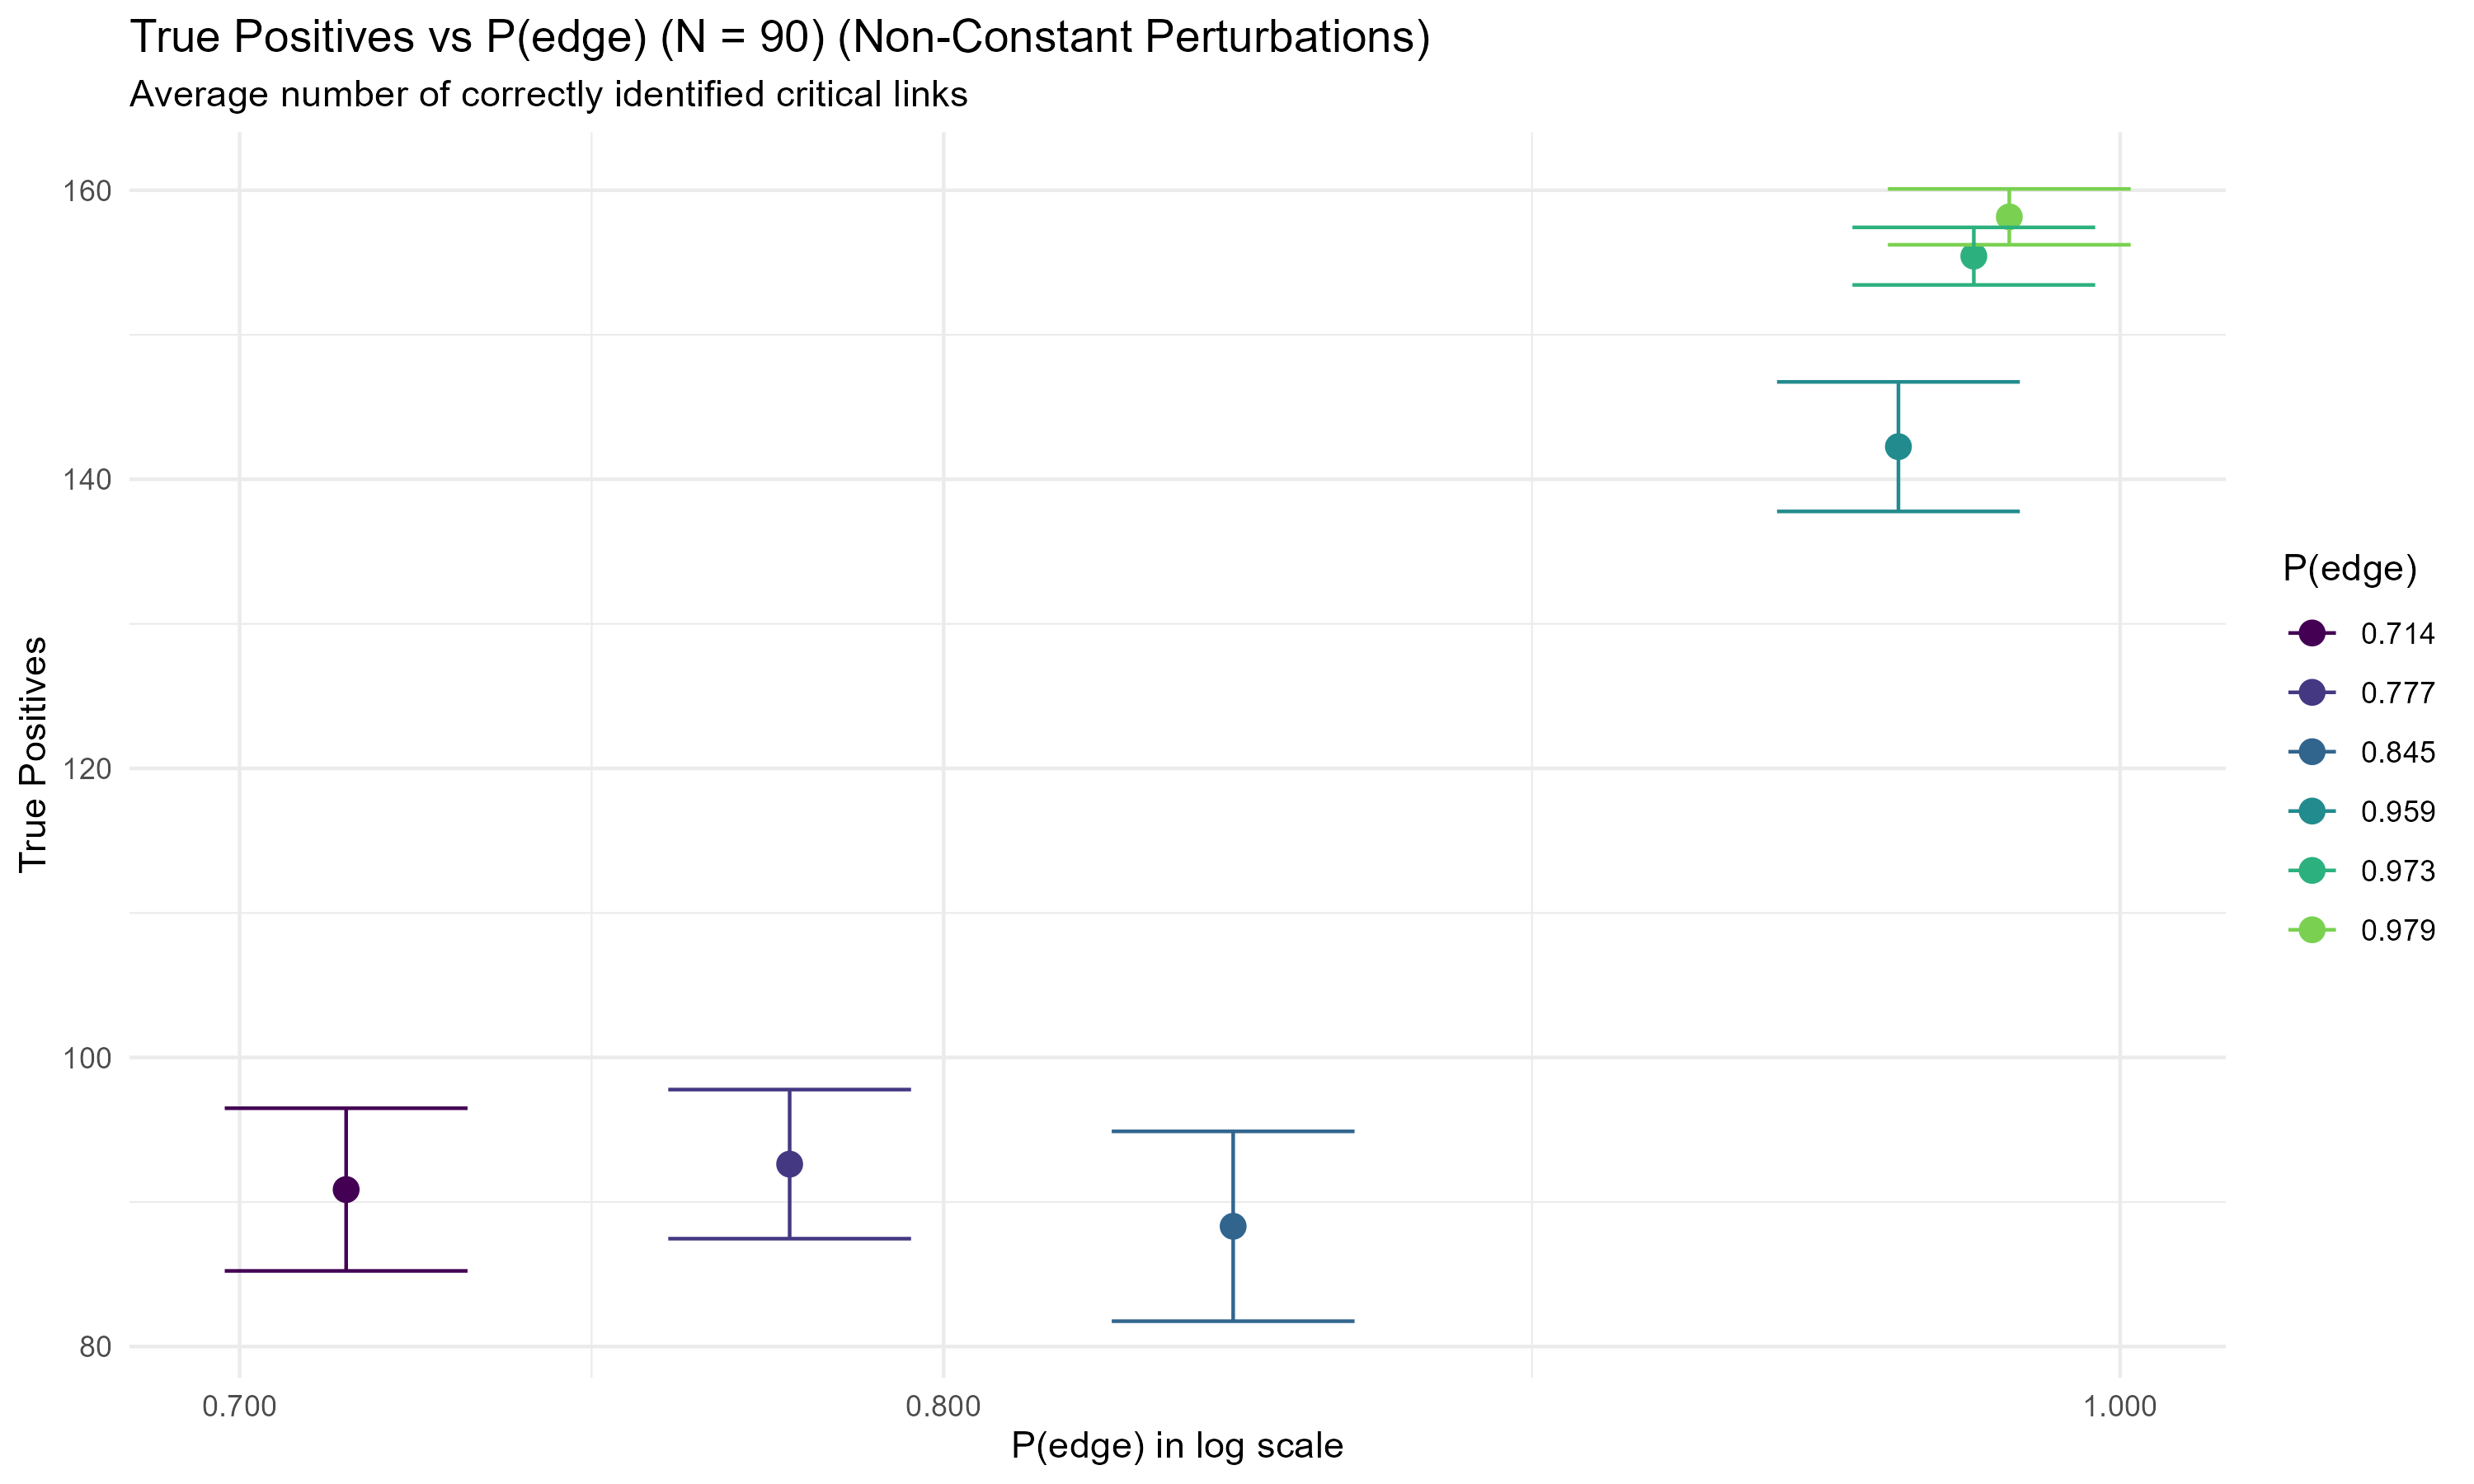 True Positives vs P(edge) (N = 90) (Non-Constant Perturbations)
Average number of correctly identified critical links
160
140
120
100
80
True Positives
0.700
0.800
1.000
P(edge) in log scale
P(edge)
0.714
0.777
0.845
0.959
0.973
0.979